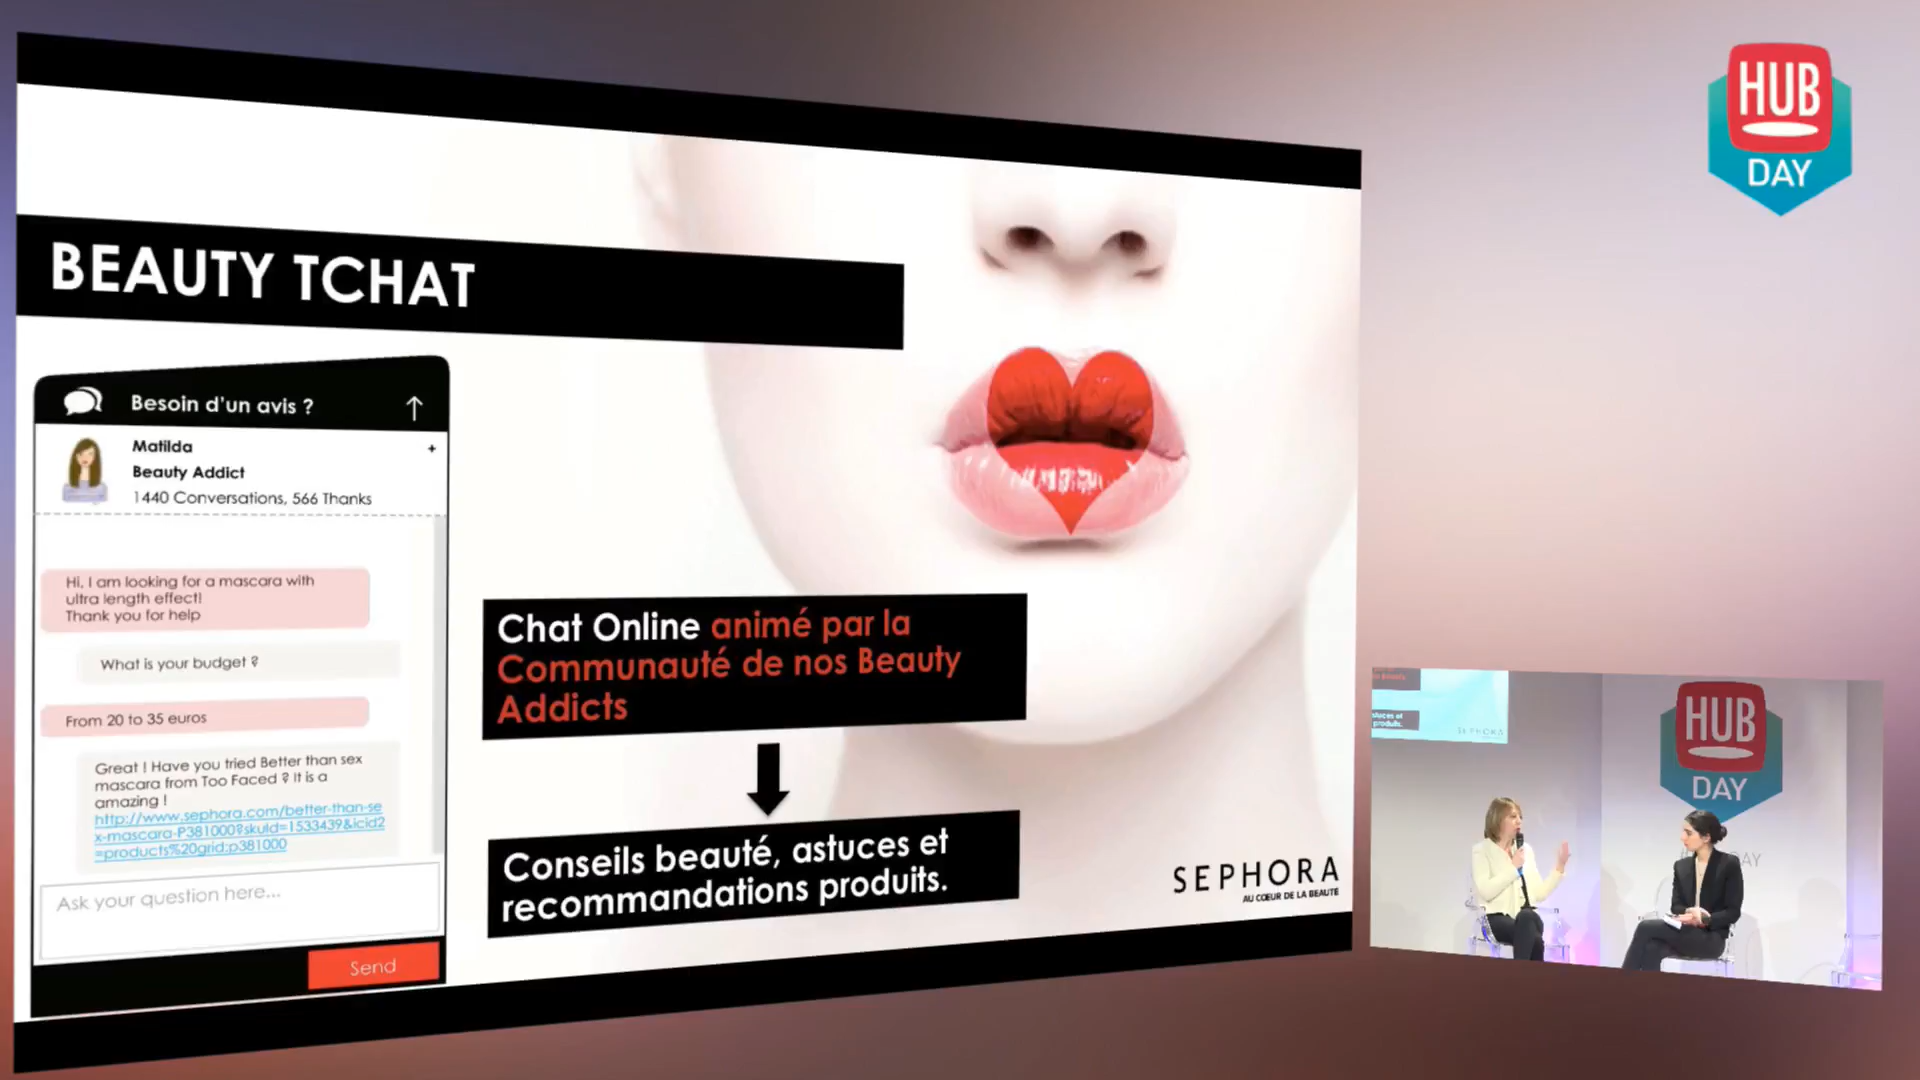 HUB
DAY
BEAUTY TCHAT
Besoin d'un avis ?
Matilda
+
Beauty Addict
1440 Conversations, 566 Thanks
Hi, I am looking for a mascara with
ultra length effect!
Thank you for help
What is your budget ?
From 20 to 35 euros
Great ! Have you tried Better than sex
mascara from Too Faced ? It is a
amazing !
http://www.sephora.com/better-than-se
x-mascara-P381000?skuId=1533439&icid2
=products%20grid:p381000
Ask your question here...
Send
Chat Online animé par la
Communauté de nos Beauty
Addicts
Conseils beauté, astuces et
recommandations produits.
SEPHORA
AU CŒUR DE LA BEAUTÉ
HUB
DAY
DAY
SEPHORA
produits.